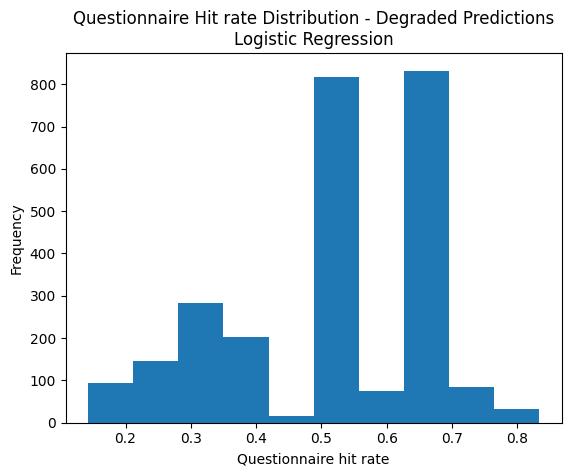 Questionnaire Hit rate Distribution - Degraded Predictions
Logistic Regression
Frequency
800
700
600
500
400
300
200
100
0
0.2 0.3 0.4 0.5 0.6 0.7 0.8
Questionnaire hit rate